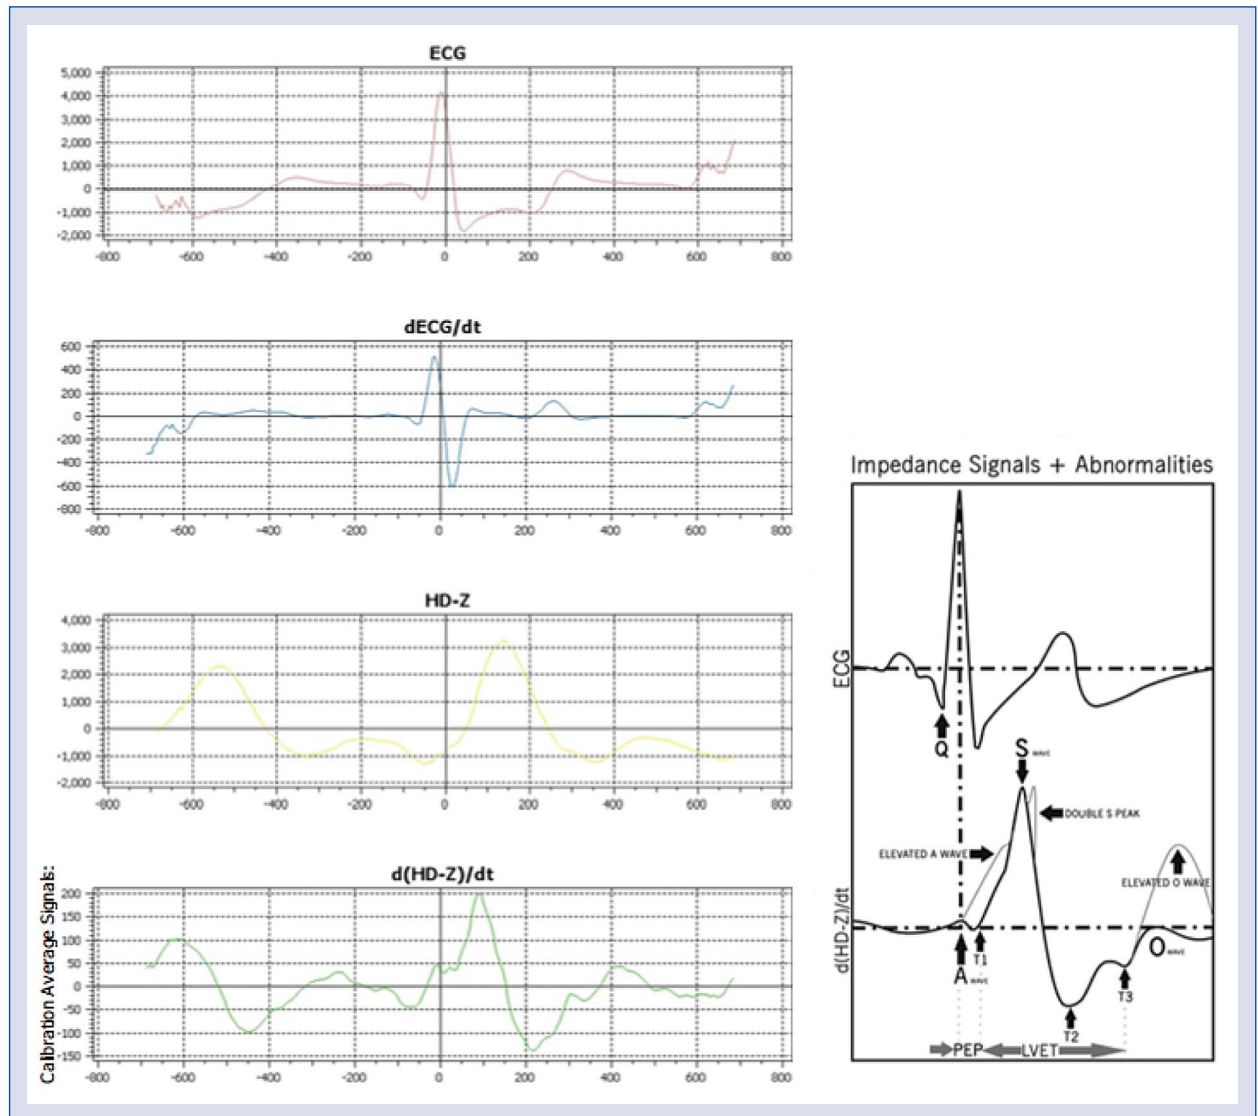 ECG
5,000
4,000
3,000
2,000
1,000
0
-1,000
-2,000
-800 -600 -400 -200 0 200 400 600 800
dECG/dt
600
400
200
0
-200
-400
-600
-800
-800 -600 -400 -200 0 200 400 600 800
HD-Z
4,000
3,000
2,000
1,000
0
-1,000
-2,000
-800 -600 -400 -200 0 200 400 600 800
Calibration Average Signals:
d(HD-Z)/dt
200
150
100
50
0
-50
-100
-150
-800 -600 -400 -200 0 200 400 600 800
Impedance Signals + Abnormalities
ECG
Q
S WAVE
DOUBLE S PEAK
ELEVATED A WAVE
ELEVATED O WAVE
d(HD-Z)/dt
A WAVE
T1
O WAVE
T3
T2
PEP LVET